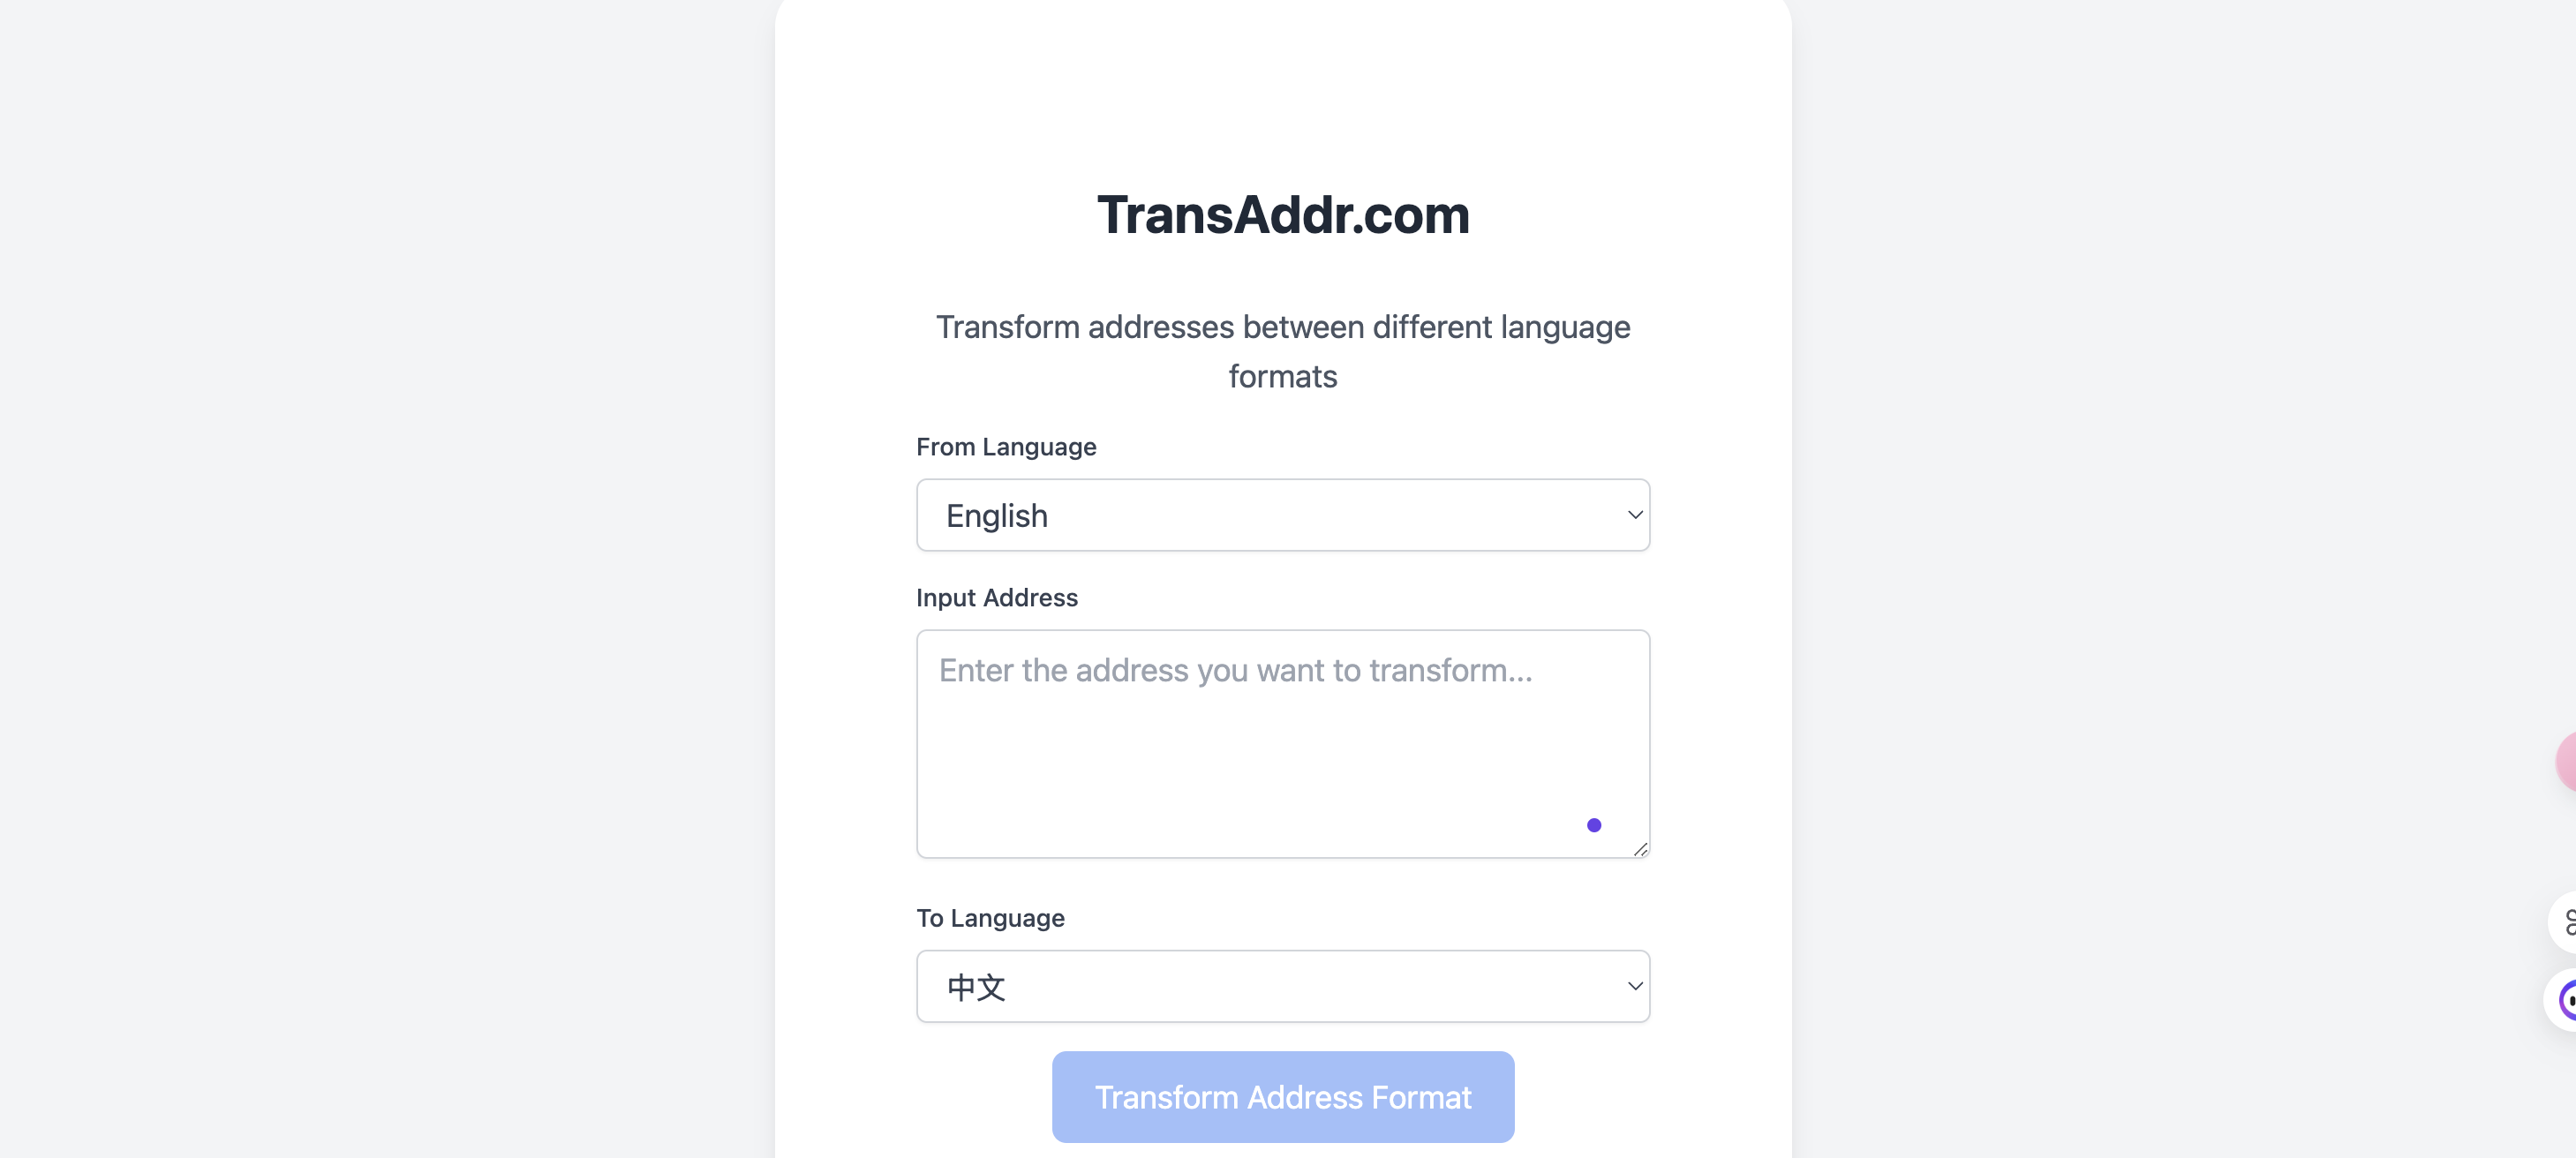 TransAddr.com
Transform addresses between different language
formats
From Language
English
Input Address
Enter the address you want to transform...
To Language
中文
Transform Address Format